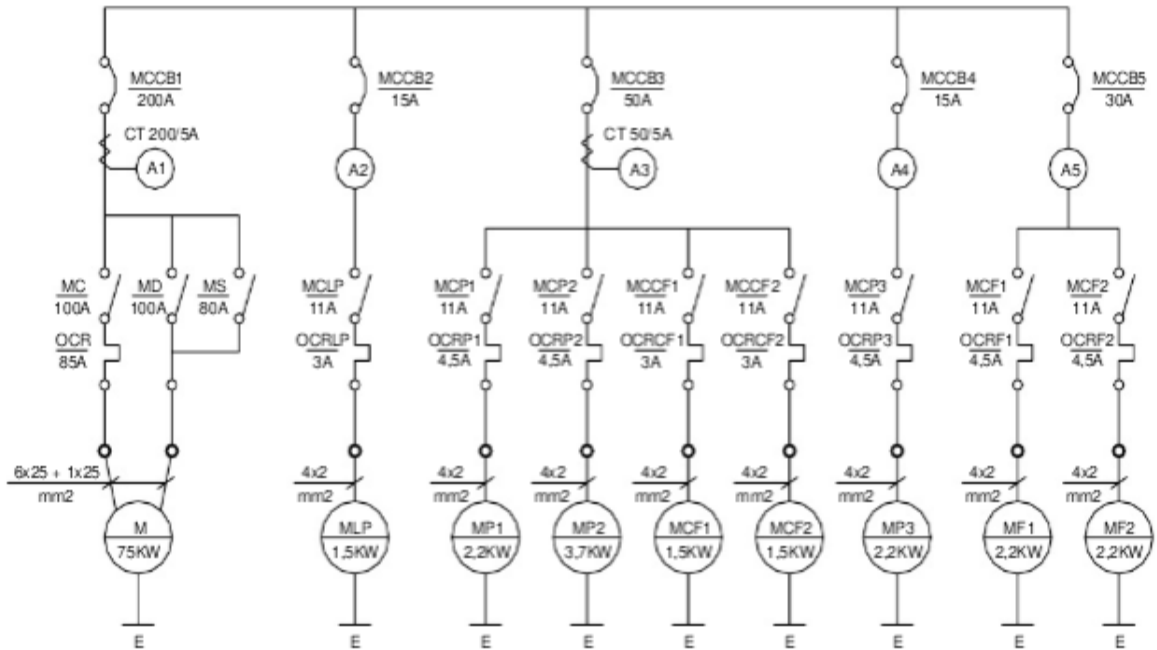 MCCB1
200A
MCCB2
15A
MCCB3
50A
MCCB4
15A
MCCB5
30A
CT 200/5A
CT 50/5A
A1
A2
A3
A4
A5
MC
100A
MD
100A
MS
80A
MCLP
11A
MCP1
11A
MCP2
11A
MCCF1
11A
MCCF2
11A
MCP3
11A
MCF1
11A
MCF2
11A
OCR
85A
OCRLP
3A
OCRP1
4,5A
OCRP2
4,5A
OCRCF1
3A
OCRCF2
3A
OCRP3
4,5A
OCRF1
4,5A
OCRF2
4,5A
6x25 + 1x25
mm2
4x2
mm2
4x2
mm2
4x2
mm2
4x2
mm2
4x2
mm2
4x2
mm2
4x2
mm2
4x2
mm2
M
75KW
MLP
1,5KW
MP1
2,2KW
MP2
3,7KW
MCF1
1,5KW
MCF2
1,5KW
MP3
2,2KW
MF1
2,2KW
MF2
2,2KW
E
E
E
E
E
E
E
E
E